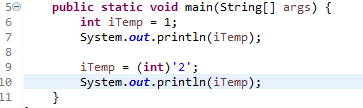 5 public static void main(String[] args) {
6 int iTemp = 1;
7 System.out.println(iTemp);
8
9 iTemp = (int)'2';
10 System.out.println(iTemp);
11 }